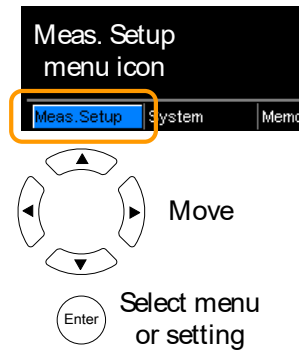 Meas. Setup
menu icon
Meas.Setup System Memo
Move
Enter
Select menu
or setting